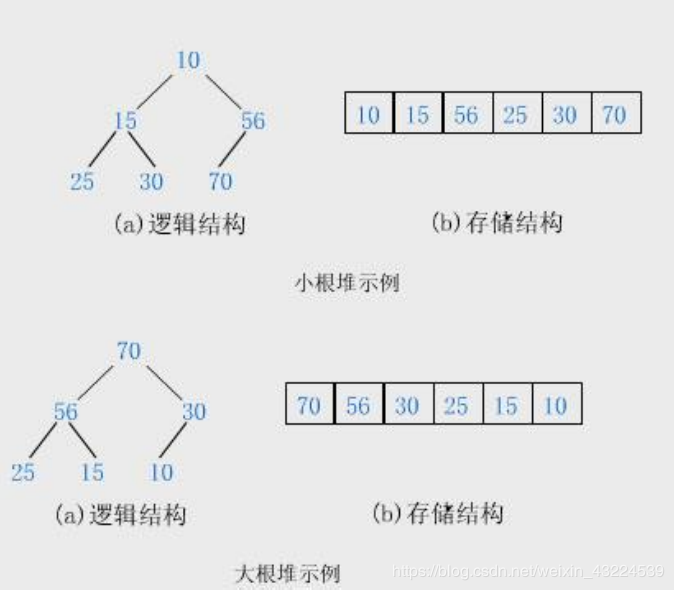 10
15 56
25 30 70
10 15 56 25 30 70
(a)逻辑结构 (b)存储结构
小根堆示例
70
56 30
25 15 10
70 56 30 25 15 10
(a)逻辑结构 (b)存储结构
大根堆示例
https://blog.csdn.net/weixin_43224539